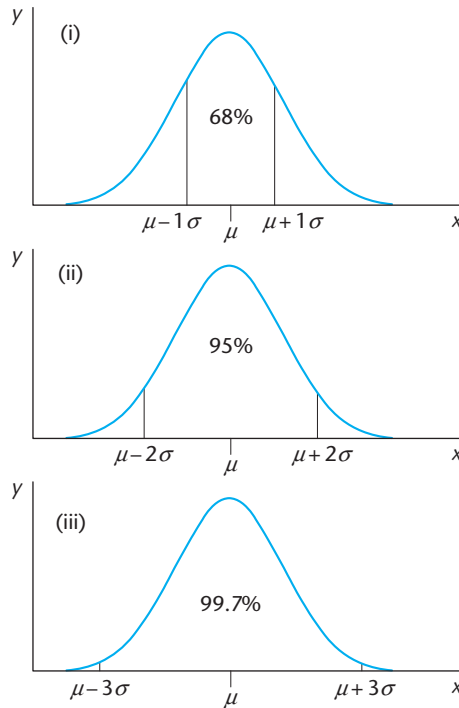 y
(i)
68%
μ–1σ μ μ+1σ x
y
(ii)
95%
μ–2σ μ μ+2σ x
y
(iii)
99.7%
μ–3σ μ μ+3σ x